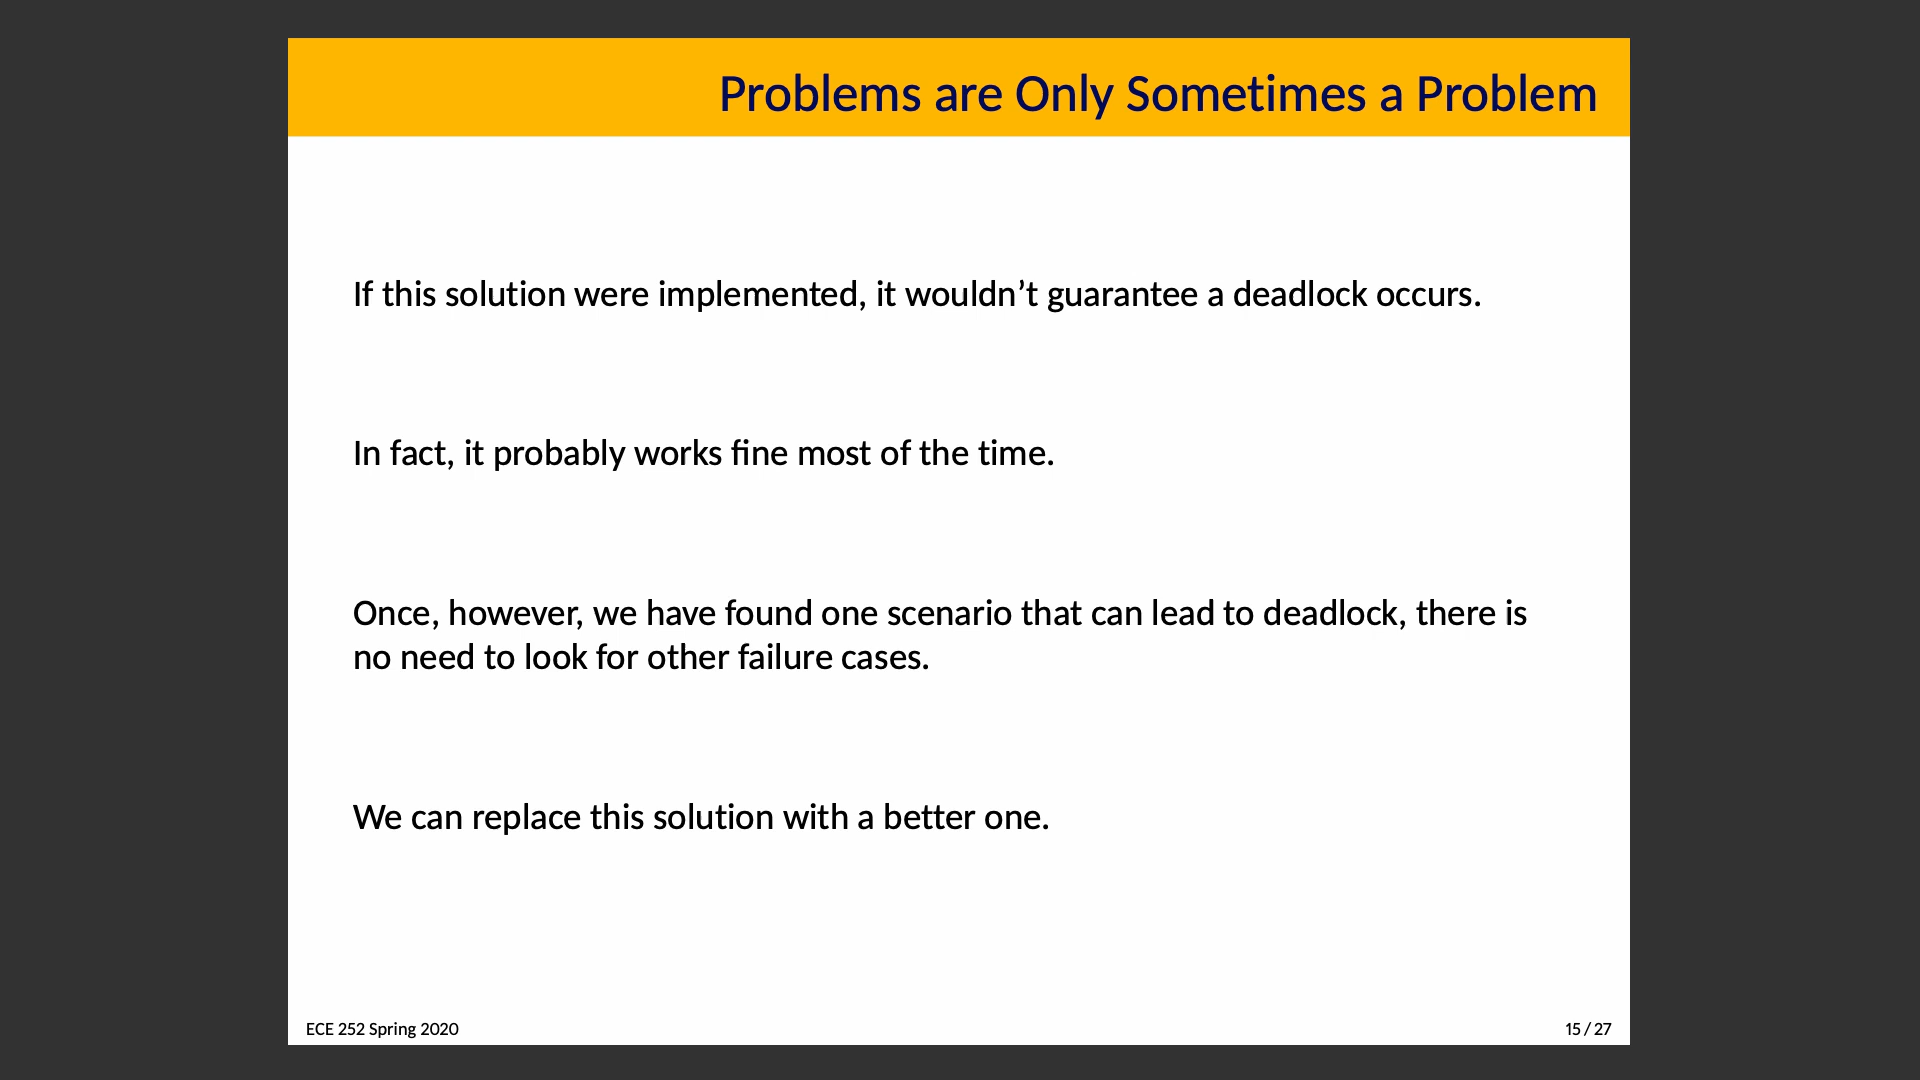 Problems are Only Sometimes a Problem
If this solution were implemented, it wouldn’t guarantee a deadlock occurs.
In fact, it probably works fine most of the time.
Once, however, we have found one scenario that can lead to deadlock, there is
no need to look for other failure cases.
We can replace this solution with a better one.
ECE 252 Spring 2020
15 / 27